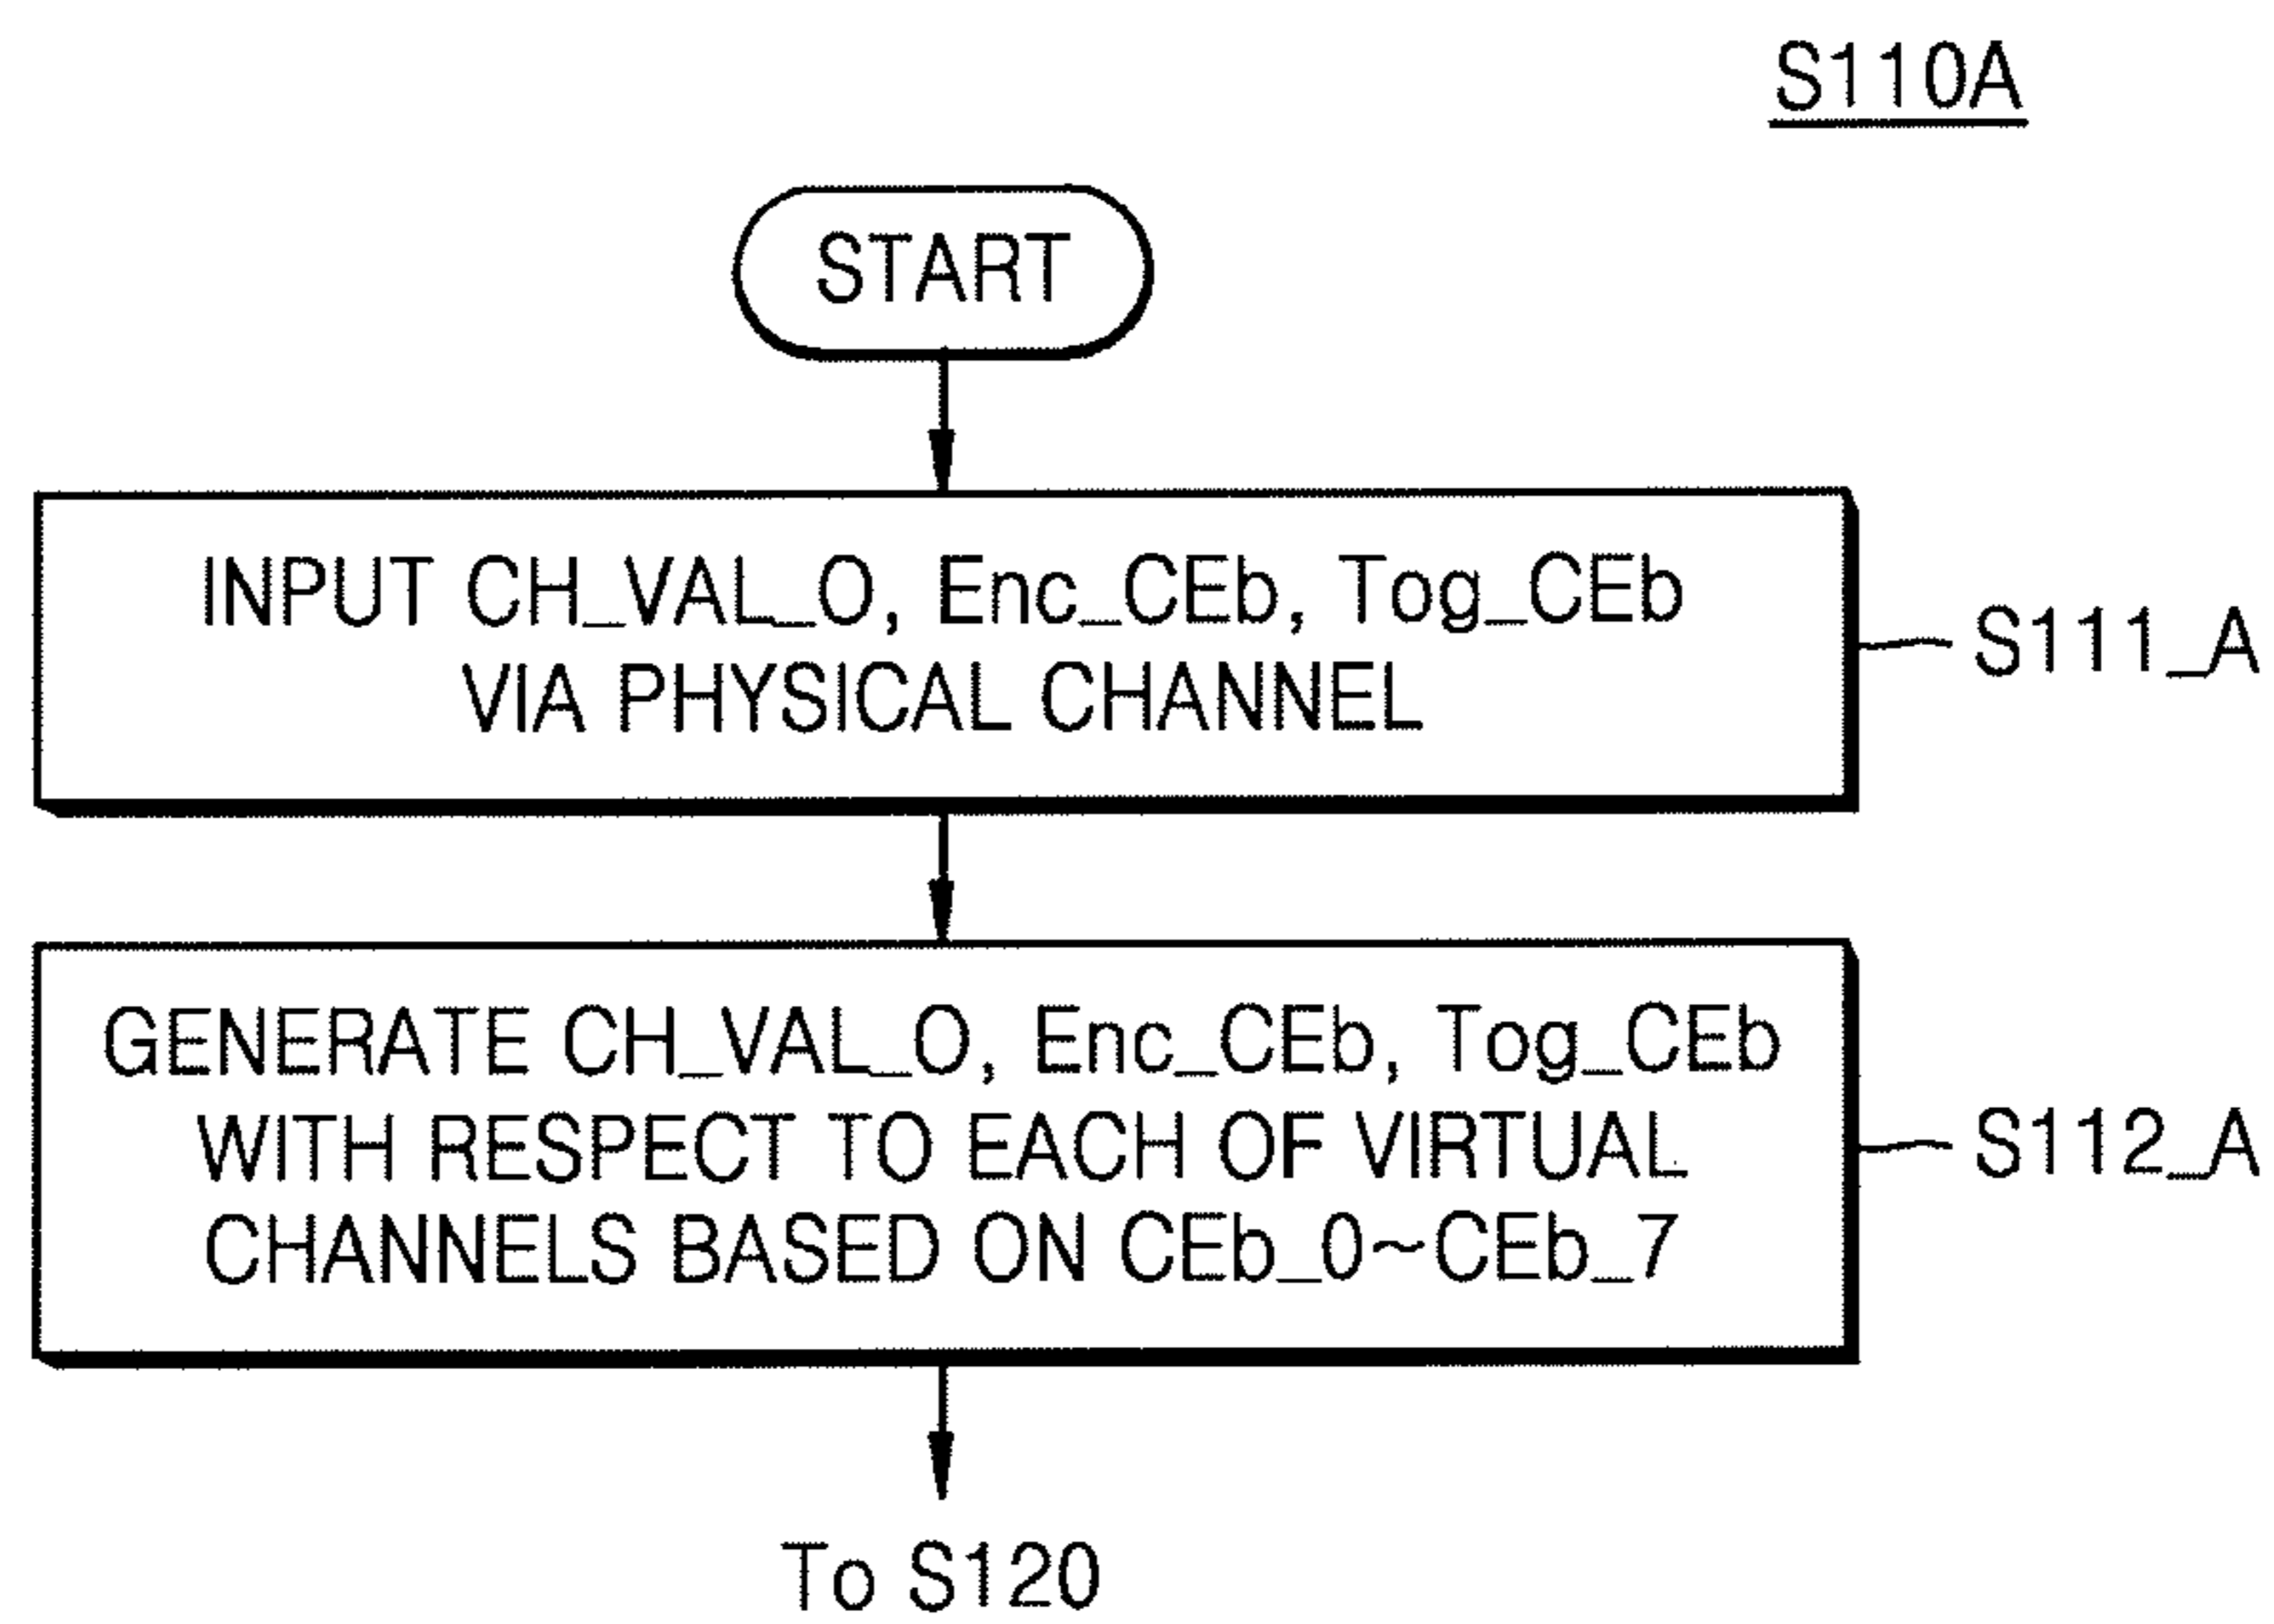 S110A
START
INPUT CH_VAL_O, Enc_CEb, Tog_CEb
VIA PHYSICAL CHANNEL
S111_A
GENERATE CH_VAL_O, Enc_CEb, Tog_CEb
WITH RESPECT TO EACH OF VIRTUAL
CHANNELS BASED ON CEb_0~CEb_7
S112_A
To S120